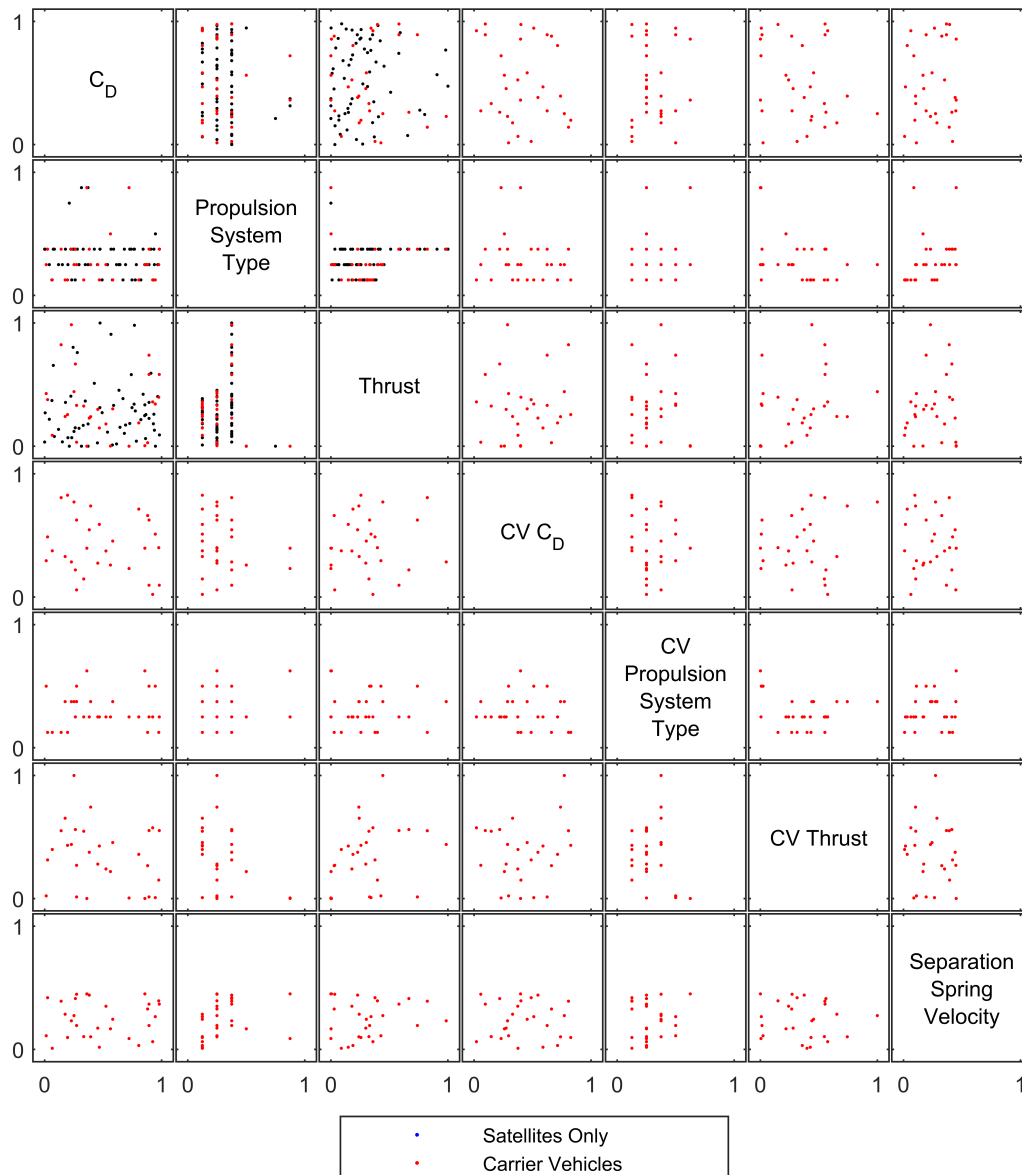 1
C_D
0
1
Propulsion
System
Type
0
1
Thrust
0
1
CV C_D
0
1
CV
Propulsion
System
Type
0
1
CV Thrust
0
1
Separation
Spring
Velocity
0
0 1 0 1 0 1 0 1 0 1 0 1 0 1
Satellites Only
Carrier Vehicles